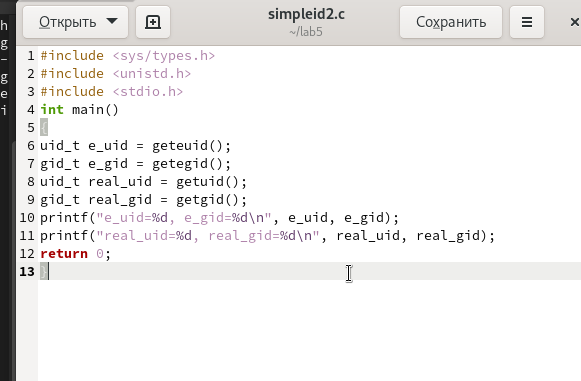 Открыть
simpleid2.c
~/lab5
Сохранить
1 #include <sys/types.h>
2 #include <unistd.h>
3 #include <stdio.h>
4 int main()
5 {
6 uid_t e_uid = geteuid();
7 gid_t e_gid = getegid();
8 uid_t real_uid = getuid();
9 gid_t real_gid = getgid();
10 printf("e_uid=%d, e_gid=%d\n", e_uid, e_gid);
11 printf("real_uid=%d, real_gid=%d\n", real_uid, real_gid);
12 return 0;
13 }